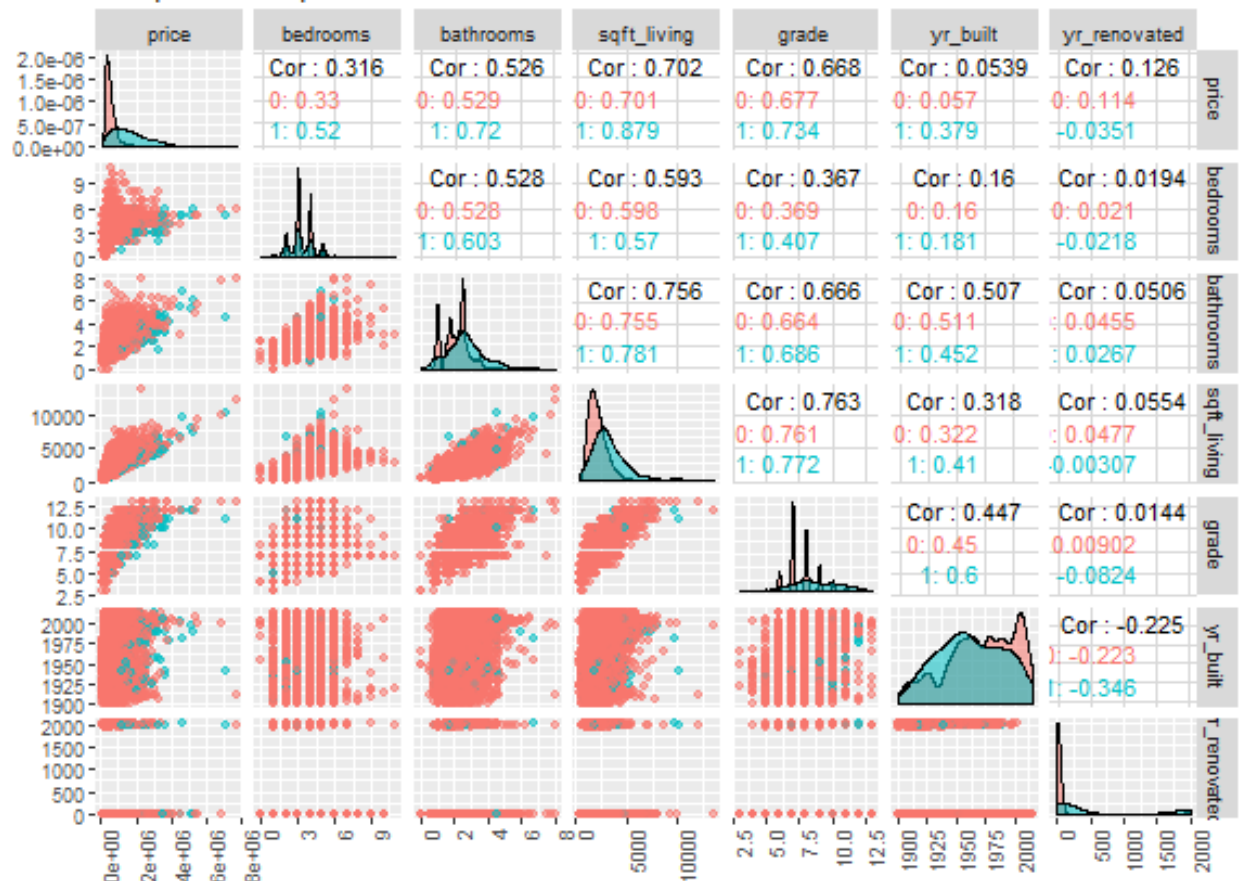 price bedrooms bathrooms sqft_living grade yr_built yr_renovated
2.0e-06 Cor : 0.316 Cor : 0.526 Cor : 0.702 Cor : 0.668 Cor : 0.0539 Cor : 0.126 price
1.5e-06
1.0e-06 0: 0.33 0: 0.529 0: 0.701 0: 0.677 0: 0.057 0: 0.114
5.0e-07 1: 0.52 1: 0.72 1: 0.879 1: 0.734 1: 0.379 -0.0351
0.0e+00
9 Cor : 0.528 Cor : 0.593 Cor : 0.367 Cor : 0.16 Cor : 0.0194 bedrooms
6 0: 0.528 0: 0.598 0: 0.369 0: 0.16 0: 0.021
3 1: 0.603 1: 0.57 1: 0.407 1: 0.181 -0.0218
0
8 Cor : 0.756 Cor : 0.666 Cor : 0.507 Cor : 0.0506 bathrooms
6
4 0: 0.755 0: 0.664 0: 0.511 : 0.0455
2 1: 0.781 1: 0.686 1: 0.452 : 0.0267
0
10000 Cor : 0.763 Cor : 0.318 Cor : 0.0554 sqft_living
5000 0: 0.761 0: 0.322 : 0.0477
0 1: 0.772 1: 0.41 -0.00307
12.5 Cor : 0.447 Cor : 0.0144 grade
10.0 0: 0.45 0.00902
7.5 1: 0.6 -0.0824
5.0
2.5
2000 Cor : -0.225 yr_built
1975 : -0.223
1950 : -0.346
1925
1900
2000 r_renovated
1500
1000
500
0
0e+00 2e+06 4e+06 6e+06 8e+06 0 3 6 9 0 2 4 6 8 0 5000 10000 2.5 5.0 7.5 10.0 12.5 1900 1925 1950 1975 2000 0 500 1000 1500 2000